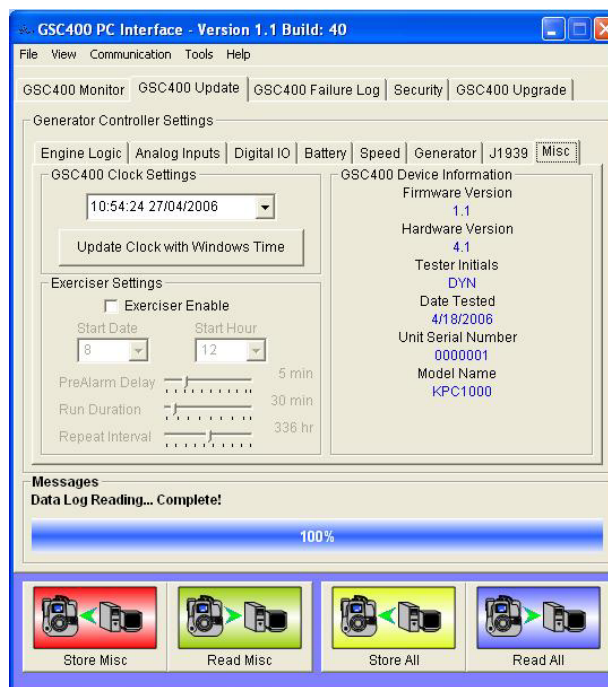 GSC400 PC Interface - Version 1.1 Build: 40
File View Communication Tools Help
GSC400 Monitor GSC400 Update GSC400 Failure Log Security GSC400 Upgrade
Generator Controller Settings
Engine Logic Analog Inputs Digital IO Battery Speed Generator J1939 Misc
GSC400 Clock Settings
10:54:24 27/04/2006
Update Clock with Windows Time
Exerciser Settings
Exerciser Enable
Start Date Start Hour
8 12
PreAlarm Delay 5 min
Run Duration 30 min
Repeat Interval 336 hr
GSC400 Device Information
Firmware Version
1.1
Hardware Version
4.1
Tester Initials
DYN
Date Tested
4/18/2006
Unit Serial Number
0000001
Model Name
KPC1000
Messages
Data Log Reading... Complete!
100%
Store Misc Read Misc Store All Read All